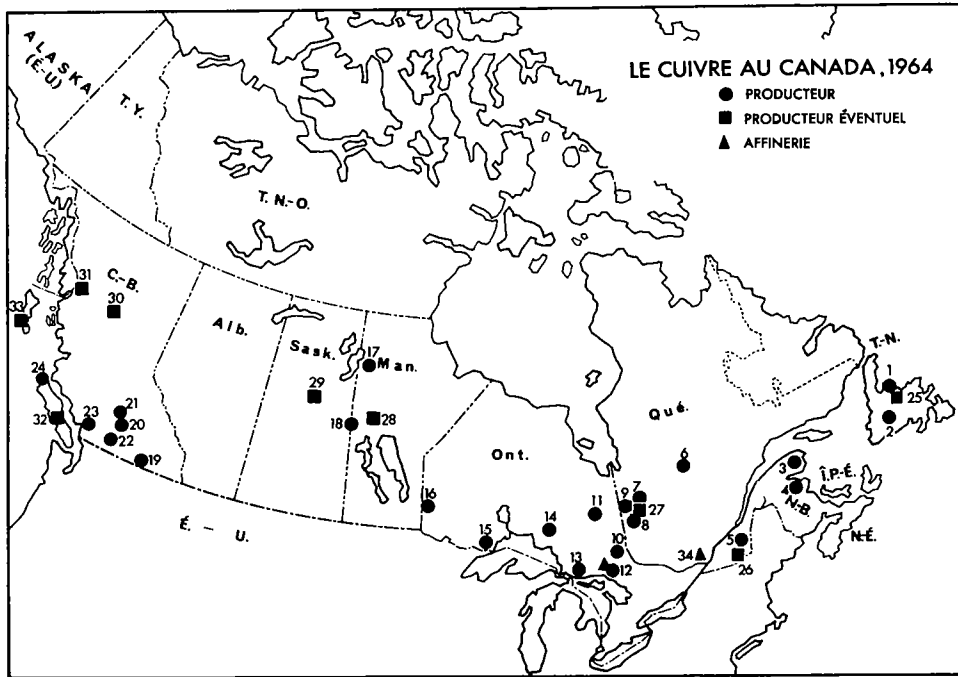 LE CUIVRE AU CANADA, 1964
PRODUCTEUR
PRODUCTEUR ÉVENTUEL
AFFINERIE
ALASKA
(É.-U.)
T.Y.
T.N.-O.
C.-B.
Alb.
Sask.
Man.
Ont.
Qué.
T.-N.
Î.P.-É.
N.-B.
N.-É.
É. - U.
1
25
2
3
4
5
26
34
6
7
9
27
8
10
11
12
13
14
15
16
17
18
28
29
30
31
33
24
32
23
21
20
22
19